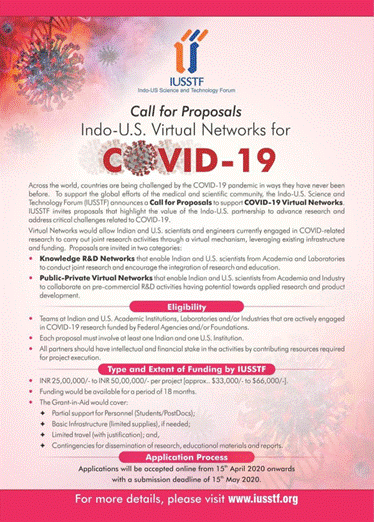 IUSSTF
Indo-US Science and Technology Forum
Call for Proposals
Indo-U.S. Virtual Networks for
COVID-19
Across the world, countries are being challenged by the COVID-19 pandemic in ways they have never been
before. To support the global efforts of the medical and scientific community, the Indo-U.S. Science and
Technology Forum (IUSSTF) announces a Call for Proposals to support COVID-19 Virtual Networks.
IUSSTF invites proposals that highlight the value of the Indo-U.S. partnership to advance research and
address critical challenges related to COVID-19.
Virtual Networks would allow Indian and U.S. scientists and engineers currently engaged in COVID-related
research to carry out joint research activities through a virtual mechanism, leveraging existing infrastructure
and funding. Proposals are invited in two categories:
• Knowledge R&D Networks that enable Indian and U.S. scientists from Academia and Laboratories
to conduct joint research and encourage the integration of research and education.
• Public-Private Virtual Networks that enable Indian and U.S. scientists from Academia and Industry
to collaborate on pre-commercial R&D activities having potential towards applied research and product
development.
Eligibility
• Teams at Indian and U.S. Academic Institutions, Laboratories and/or Industries that are actively engaged
in COVID-19 research funded by Federal Agencies and/or Foundations.
• Each proposal must involve at least one Indian and one U.S. Institution.
• All partners should have intellectual and financial stake in the activities by contributing resources required
for project execution.
Type and Extent of Funding by IUSSTF
• INR 25,00,000/- to INR 50,00,000/- per project [approx.. $33,000/- to $66,000/-].
• Funding would be available for a period of 18 months.
• The Grant-in-Aid would cover:
✦ Partial support for Personnel (Students/PostDocs);
✦ Basic Infrastructure (limited supplies), if needed;
✦ Limited travel (with justification); and,
✦ Contingencies for dissemination of research, educational materials and reports.
Application Process
Applications will be accepted online from 15th April 2020 onwards
with a submission deadline of 15th May 2020.
For more details, please visit www.iusstf.org